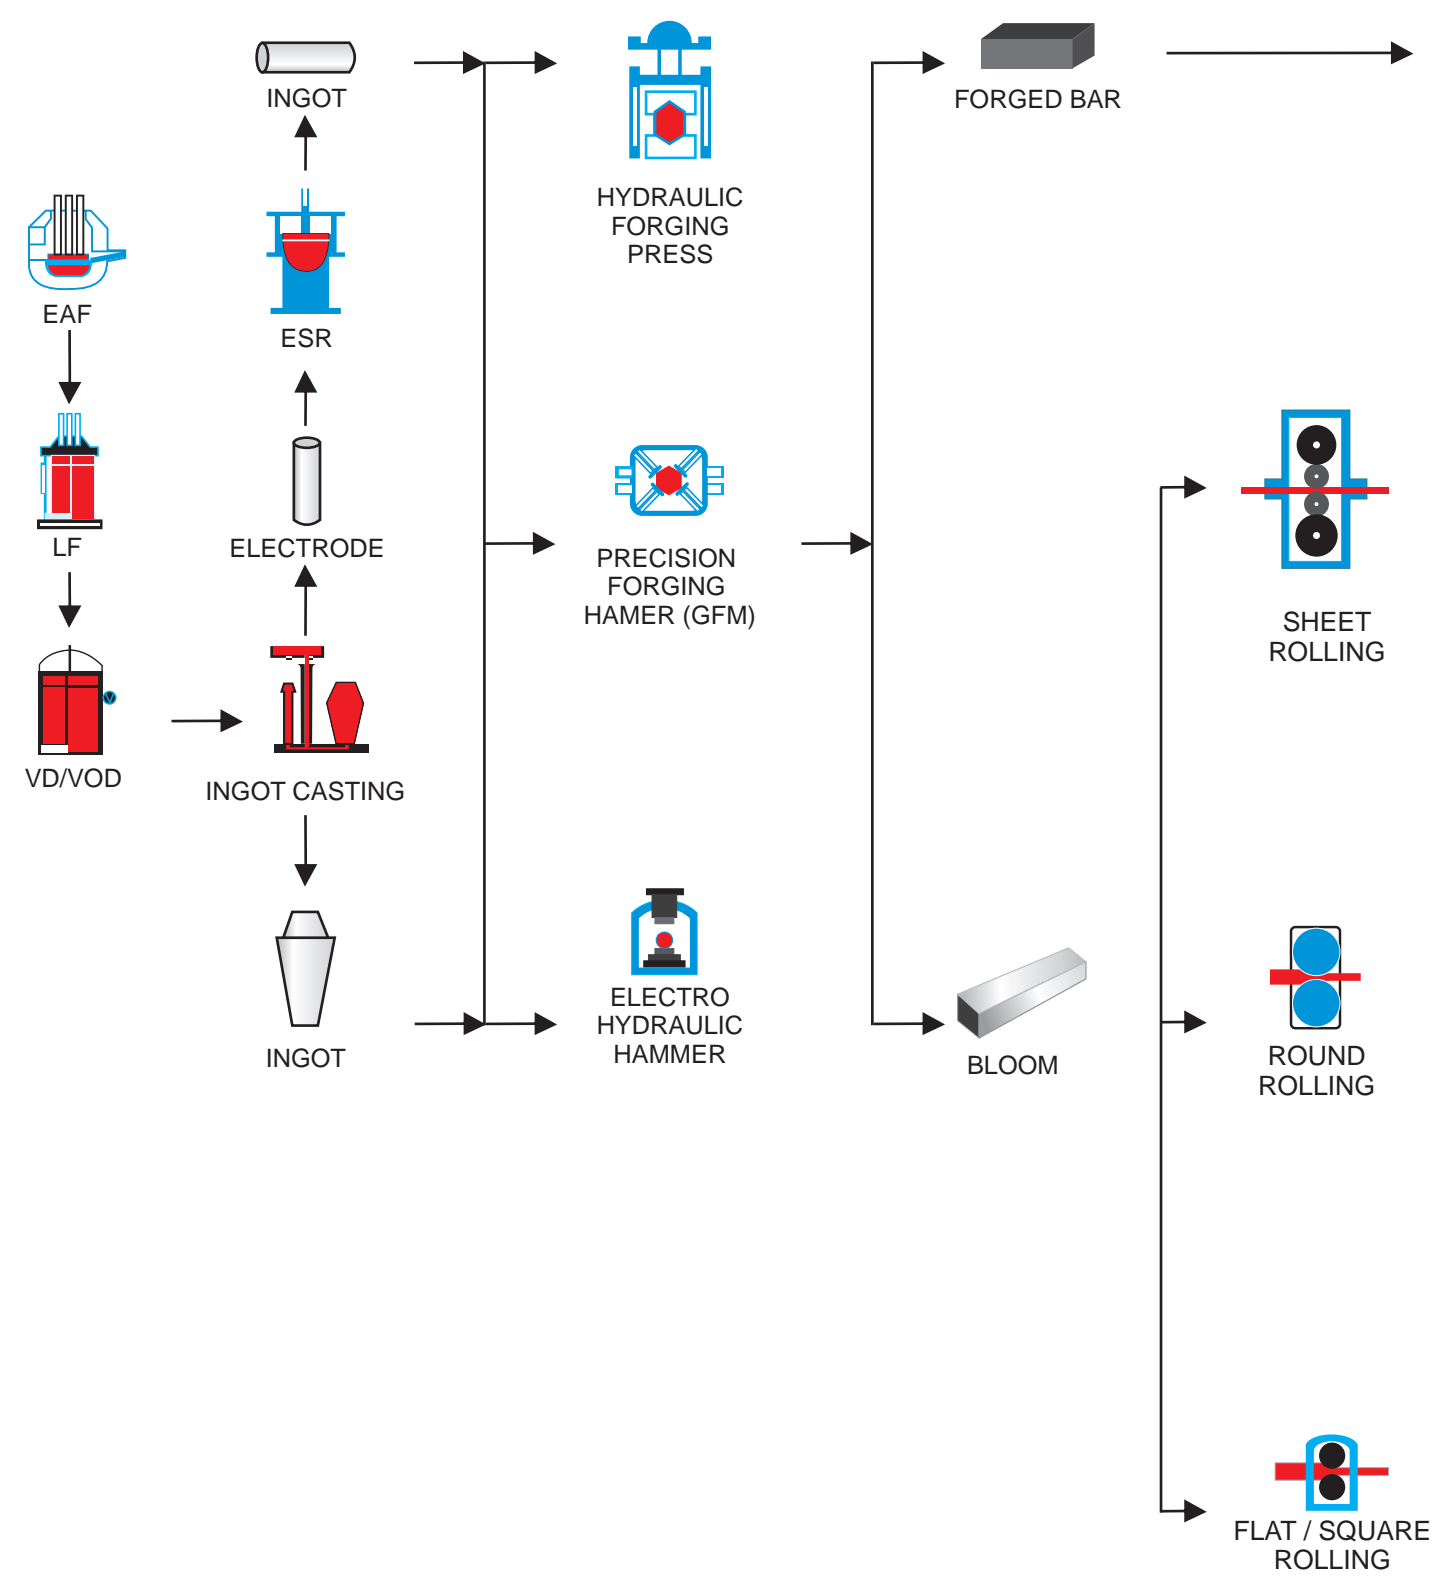 INGOT
EAF
ESR
LF
ELECTRODE
VD/VOD
INGOT CASTING
INGOT
HYDRAULIC
FORGING
PRESS
PRECISION
FORGING
HAMER (GFM)
ELECTRO
HYDRAULIC
HAMMER
FORGED BAR
BLOOM
SHEET
ROLLING
ROUND
ROLLING
FLAT / SQUARE
ROLLING
V